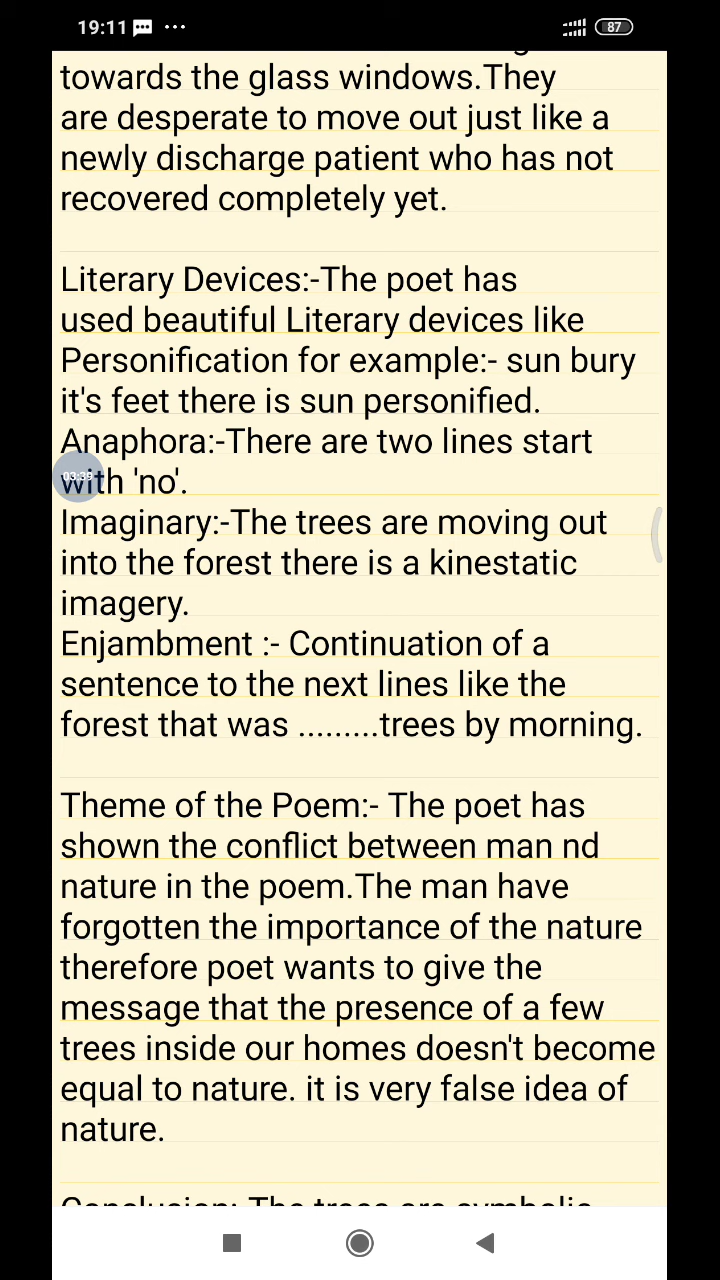 19:11
87
towards the glass windows.They
are desperate to move out just like a
newly discharge patient who has not
recovered completely yet.
Literary Devices:-The poet has
used beautiful Literary devices like
Personification for example:- sun bury
it's feet there is sun personified.
Anaphora:-There are two lines start
with 'no'.
03:39
Imaginary:-The trees are moving out
into the forest there is a kinestatic
imagery.
Enjambment :- Continuation of a
sentence to the next lines like the
forest that was .........trees by morning.
Theme of the Poem:- The poet has
shown the conflict between man nd
nature in the poem.The man have
forgotten the importance of the nature
therefore poet wants to give the
message that the presence of a few
trees inside our homes doesn't become
equal to nature. it is very false idea of
nature.
Conclusion:-The trees are symbolic